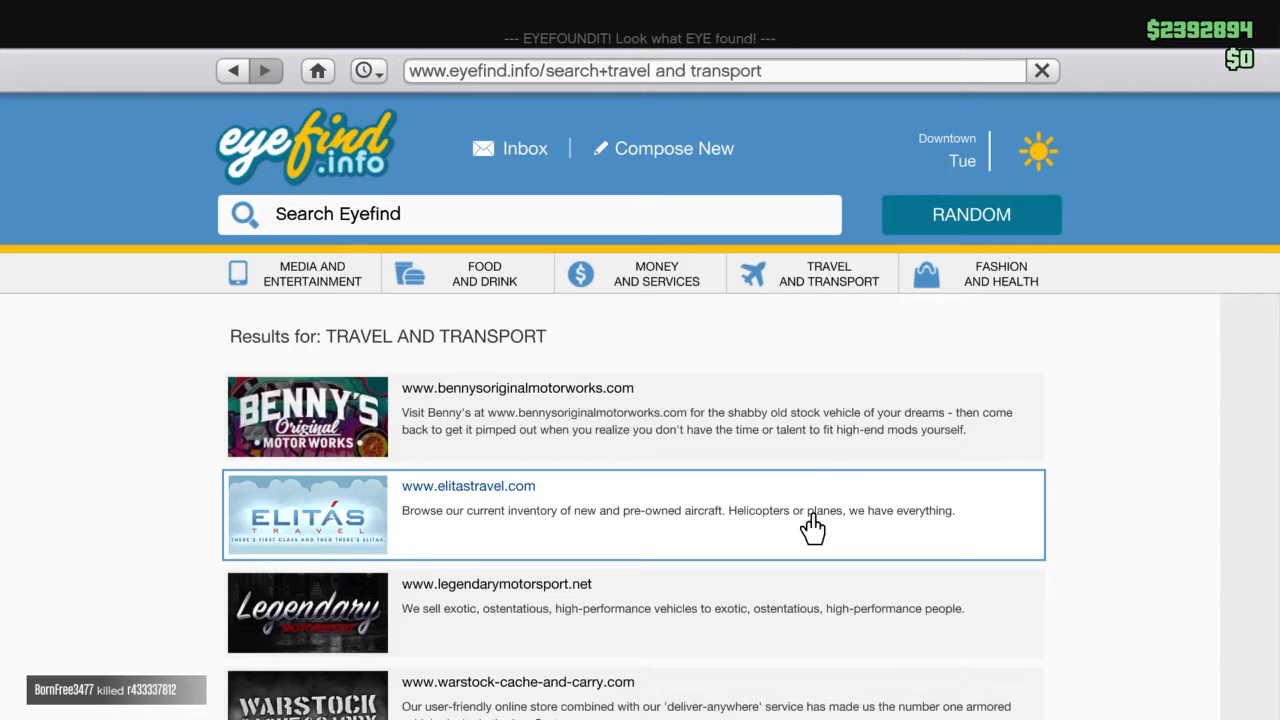 --- EYEFOUNDIT! Look what EYE found! ---
$2392894
$0
www.eyefind.info/search+travel and transport
eyefind
.info
Inbox
Compose New
Downtown
Tue
Search Eyefind
RANDOM
MEDIA AND
ENTERTAINMENT
FOOD
AND DRINK
MONEY
AND SERVICES
TRAVEL
AND TRANSPORT
FASHION
AND HEALTH
Results for: TRAVEL AND TRANSPORT
BENNY'S
Original
MOTOR WORKS
www.bennysoriginalmotorworks.com
Visit Benny's at www.bennysoriginalmotorworks.com for the shabby old stock vehicle of your dreams - then come
back to get it pimped out when you realize you don't have the time or talent to fit high-end mods yourself.
ELITÁS
TRAVEL
THERE'S FIRST CLASS AND THEN THERE'S ELITAS.
www.elitastravel.com
Browse our current inventory of new and pre-owned aircraft. Helicopters or planes, we have everything.
Legendary
MOTORSPORT
www.legendarymotorsport.net
We sell exotic, ostentatious, high-performance vehicles to exotic, ostentatious, high-performance people.
WARSTOCK
www.warstock-cache-and-carry.com
Our user-friendly online store combined with our 'deliver-anywhere' service has made us the number one armored
BornFree3477 killed r433337812